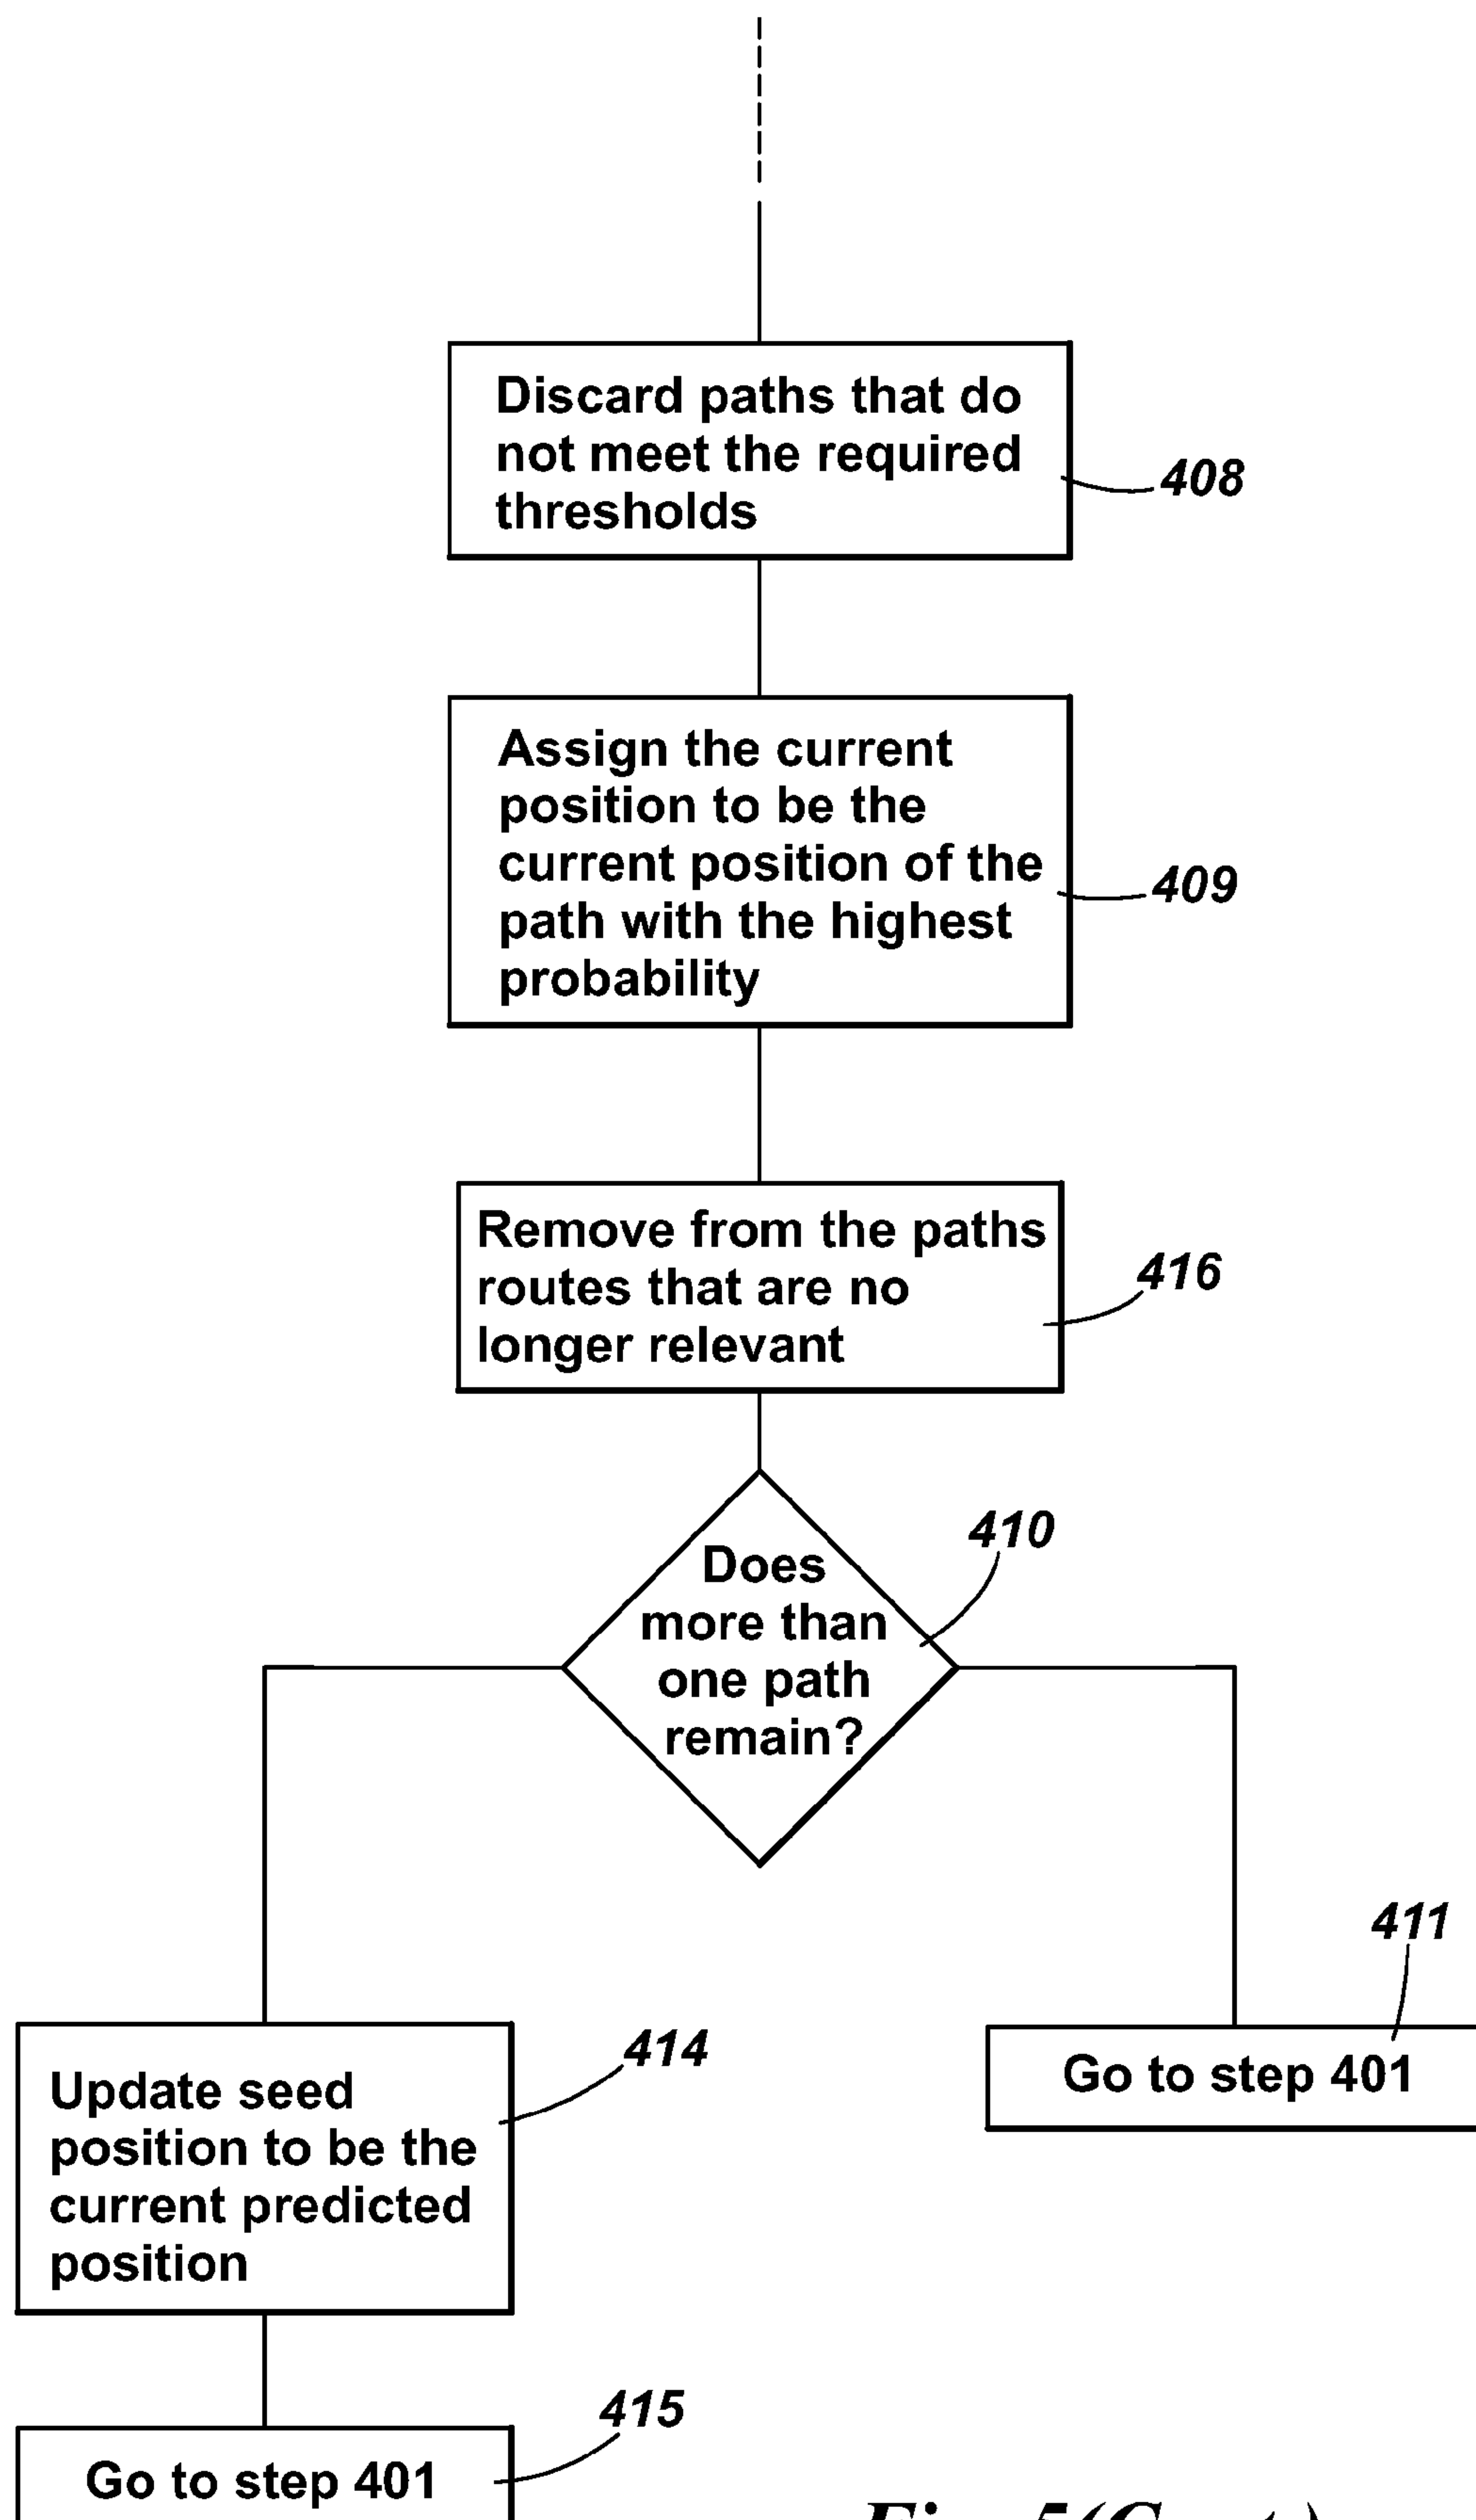 Discard paths that do
not meet the required
thresholds
408
Assign the current
position to be the
current position of the
path with the highest
probability
409
Remove from the paths
routes that are no
longer relevant
416
410
Does
more than
one path
remain?
411
Go to step 401
414
Update seed
position to be the
current predicted
position
415
Go to step 401
Fig. 5(Cont)